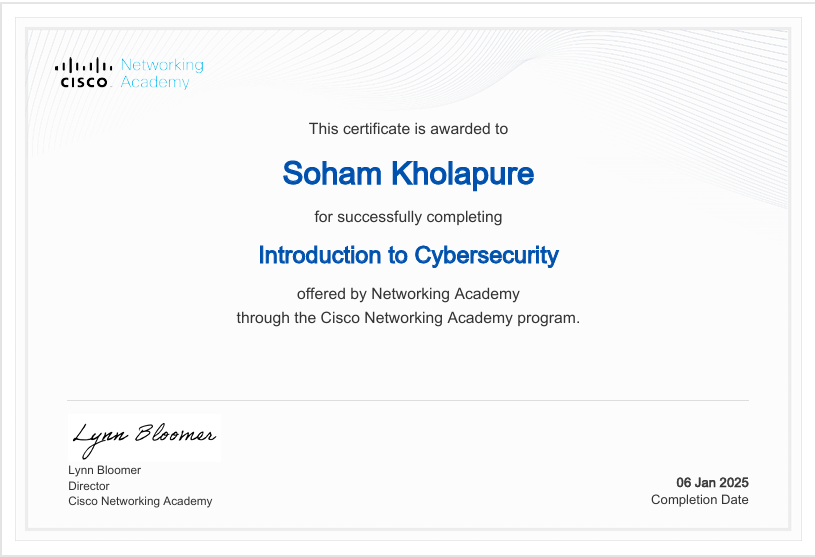 Networking
CISCO Academy
This certificate is awarded to
Soham Kholapure
for successfully completing
Introduction to Cybersecurity
offered by Networking Academy
through the Cisco Networking Academy program.
Lynn Bloomer
Lynn Bloomer
Director
Cisco Networking Academy
06 Jan 2025
Completion Date